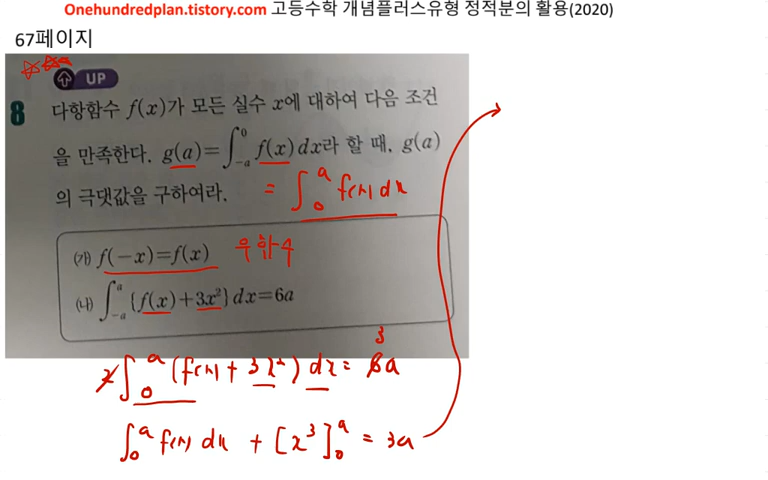 Onehundredplan.tistory.com 고등수학 개념플러스유형 정적분의 활용(2020)
67페이지
UP
8 다항함수 f(x)가 모든 실수 x에 대하여 다음 조건
을 만족한다. g(a)=∫_{-a}^{0} f(x)dx라 할 때, g(a)
의 극댓값을 구하여라. = ∫_{0}^{a} f(x)dx
㈎ f(-x)=f(x) 우함수
㈏ ∫_{-a}^{a} {f(x)+3x²}dx=6a
2∫_{0}^{a} (f(x)+3x²)dx = 6a 3
∫_{0}^{a} f(x)dx + [x³]_{0}^{a} = 3a